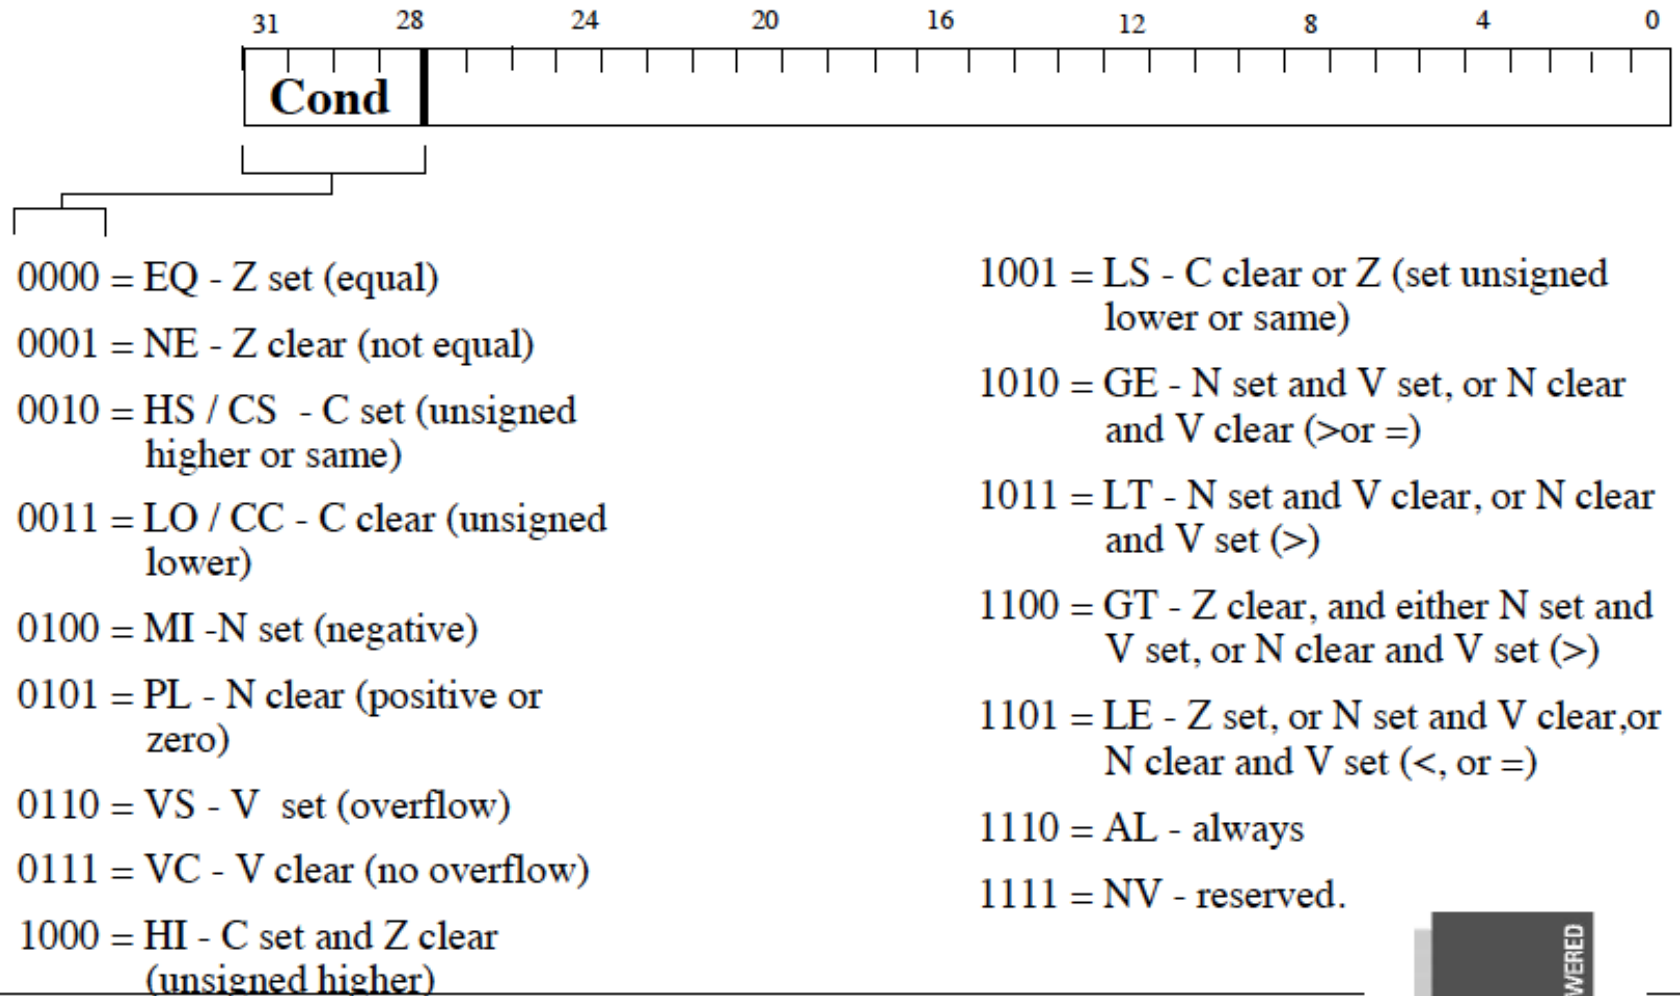 31 28 24 20 16 12 8 4 0
Cond
0000 = EQ - Z set (equal)
0001 = NE - Z clear (not equal)
0010 = HS / CS - C set (unsigned
higher or same)
0011 = LO / CC - C clear (unsigned
lower)
0100 = MI -N set (negative)
0101 = PL - N clear (positive or
zero)
0110 = VS - V set (overflow)
0111 = VC - V clear (no overflow)
1000 = HI - C set and Z clear
(unsigned higher)
1001 = LS - C clear or Z (set unsigned
lower or same)
1010 = GE - N set and V set, or N clear
and V clear (>or =)
1011 = LT - N set and V clear, or N clear
and V set (>)
1100 = GT - Z clear, and either N set and
V set, or N clear and V set (>)
1101 = LE - Z set, or N set and V clear,or
N clear and V set (<, or =)
1110 = AL - always
1111 = NV - reserved.
WERED